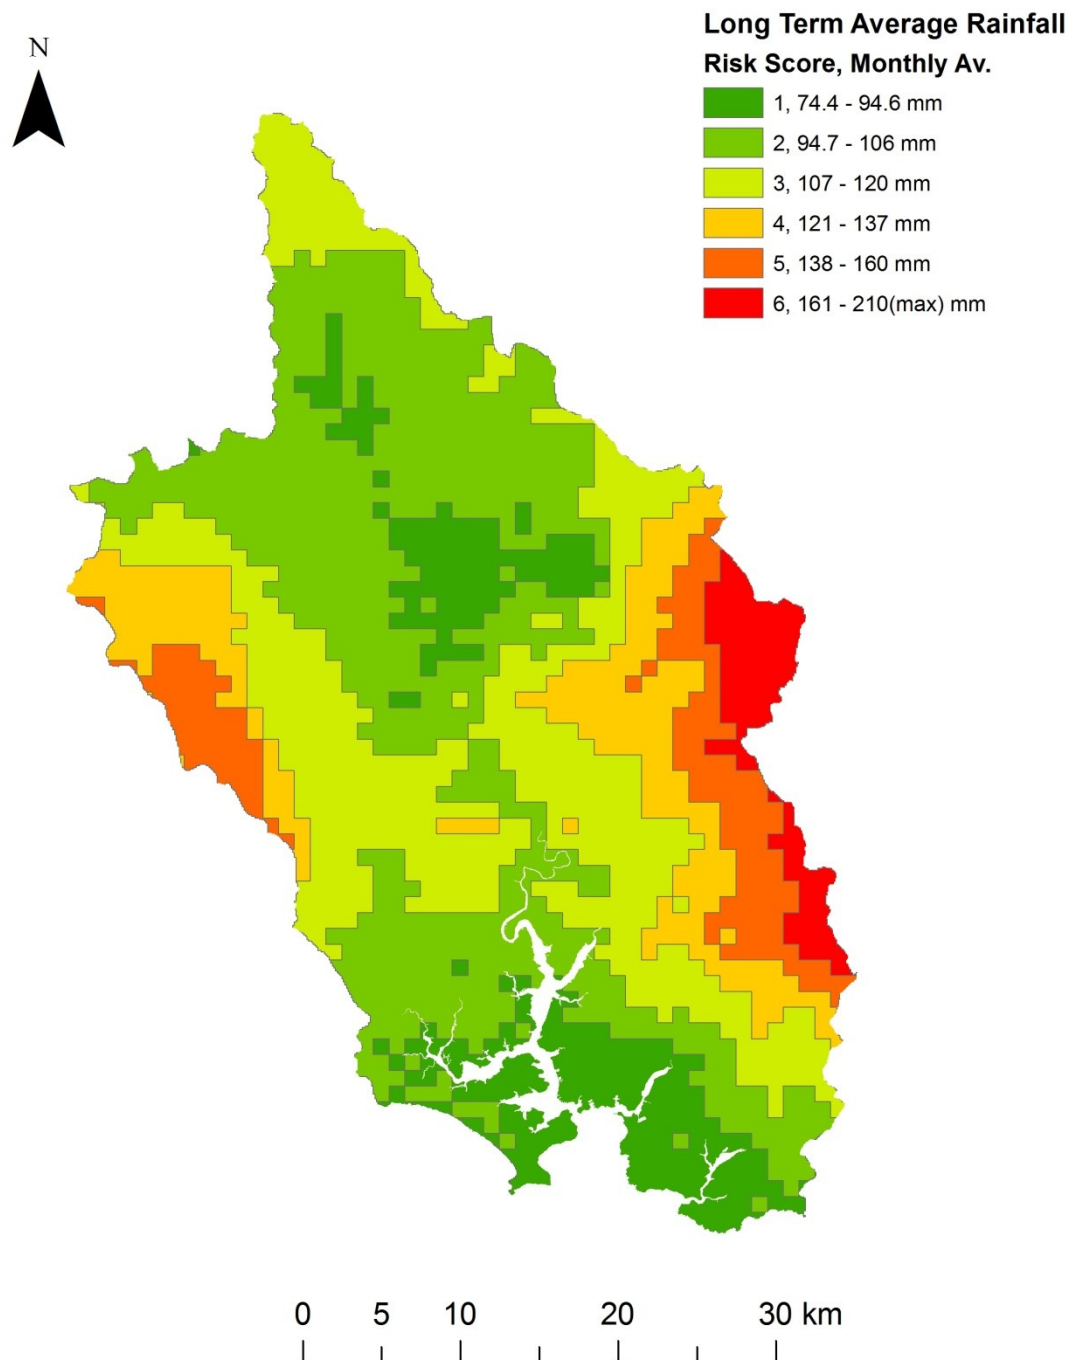 Long Term Average Rainfall
Risk Score, Monthly Av.
N
1, 74.4 - 94.6 mm
2, 94.7 - 106 mm
3, 107 - 120 mm
4, 121 - 137 mm
5, 138 - 160 mm
6, 161 - 210(max) mm
0 5 10 20 30 km